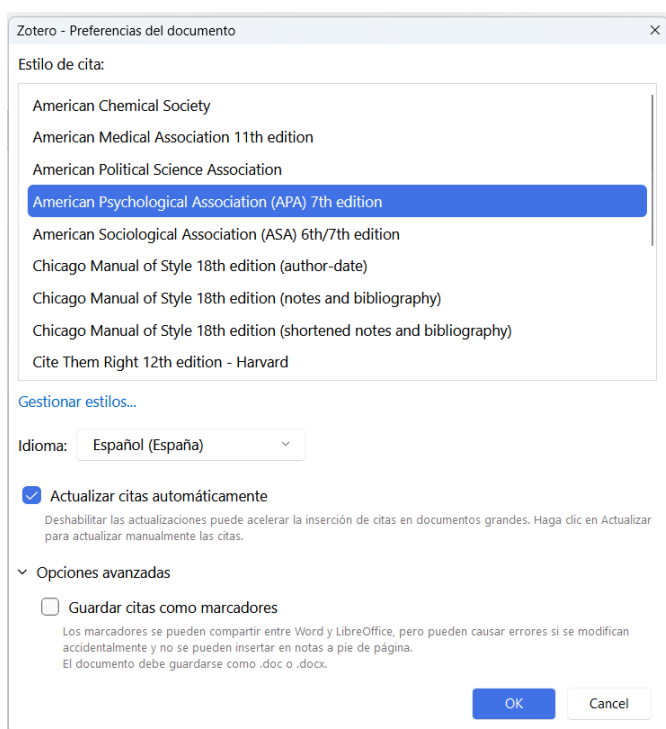 Zotero - Preferencias del documento
Estilo de cita:
American Chemical Society
American Medical Association 11th edition
American Political Science Association
American Psychological Association (APA) 7th edition
American Sociological Association (ASA) 6th/7th edition
Chicago Manual of Style 18th edition (author-date)
Chicago Manual of Style 18th edition (notes and bibliography)
Chicago Manual of Style 18th edition (shortened notes and bibliography)
Cite Them Right 12th edition - Harvard
Gestionar estilos...
Idioma: Español (España)
Actualizar citas automáticamente
Deshabilitar las actualizaciones puede acelerar la inserción de citas en documentos grandes. Haga clic en Actualizar
para actualizar manualmente las citas.
Opciones avanzadas
Guardar citas como marcadores
Los marcadores se pueden compartir entre Word y LibreOffice, pero pueden causar errores si se modifican
accidentalmente y no se pueden insertar en notas a pie de página.
El documento debe guardarse como .doc o .docx.
OK Cancel